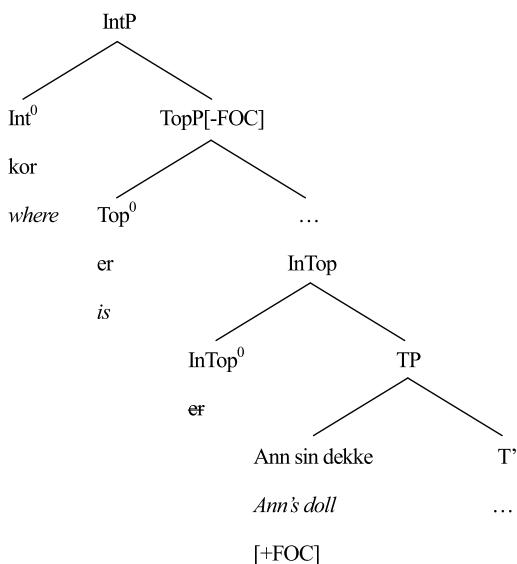 IntP
Int⁰ TopP[-FOC]
kor
where Top⁰ …
er InTop
is
InTop⁰ TP
er
Ann sin dekke T’
Ann's doll …
[+FOC]